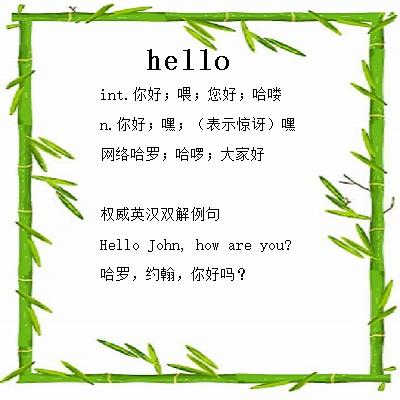 hello
int.你好；喂；您好；哈喽
n.你好；嘿；（表示惊讶）嘿
网络哈罗；哈啰；大家好
权威英汉双解例句
Hello John, how are you?
哈罗，约翰，你好吗？